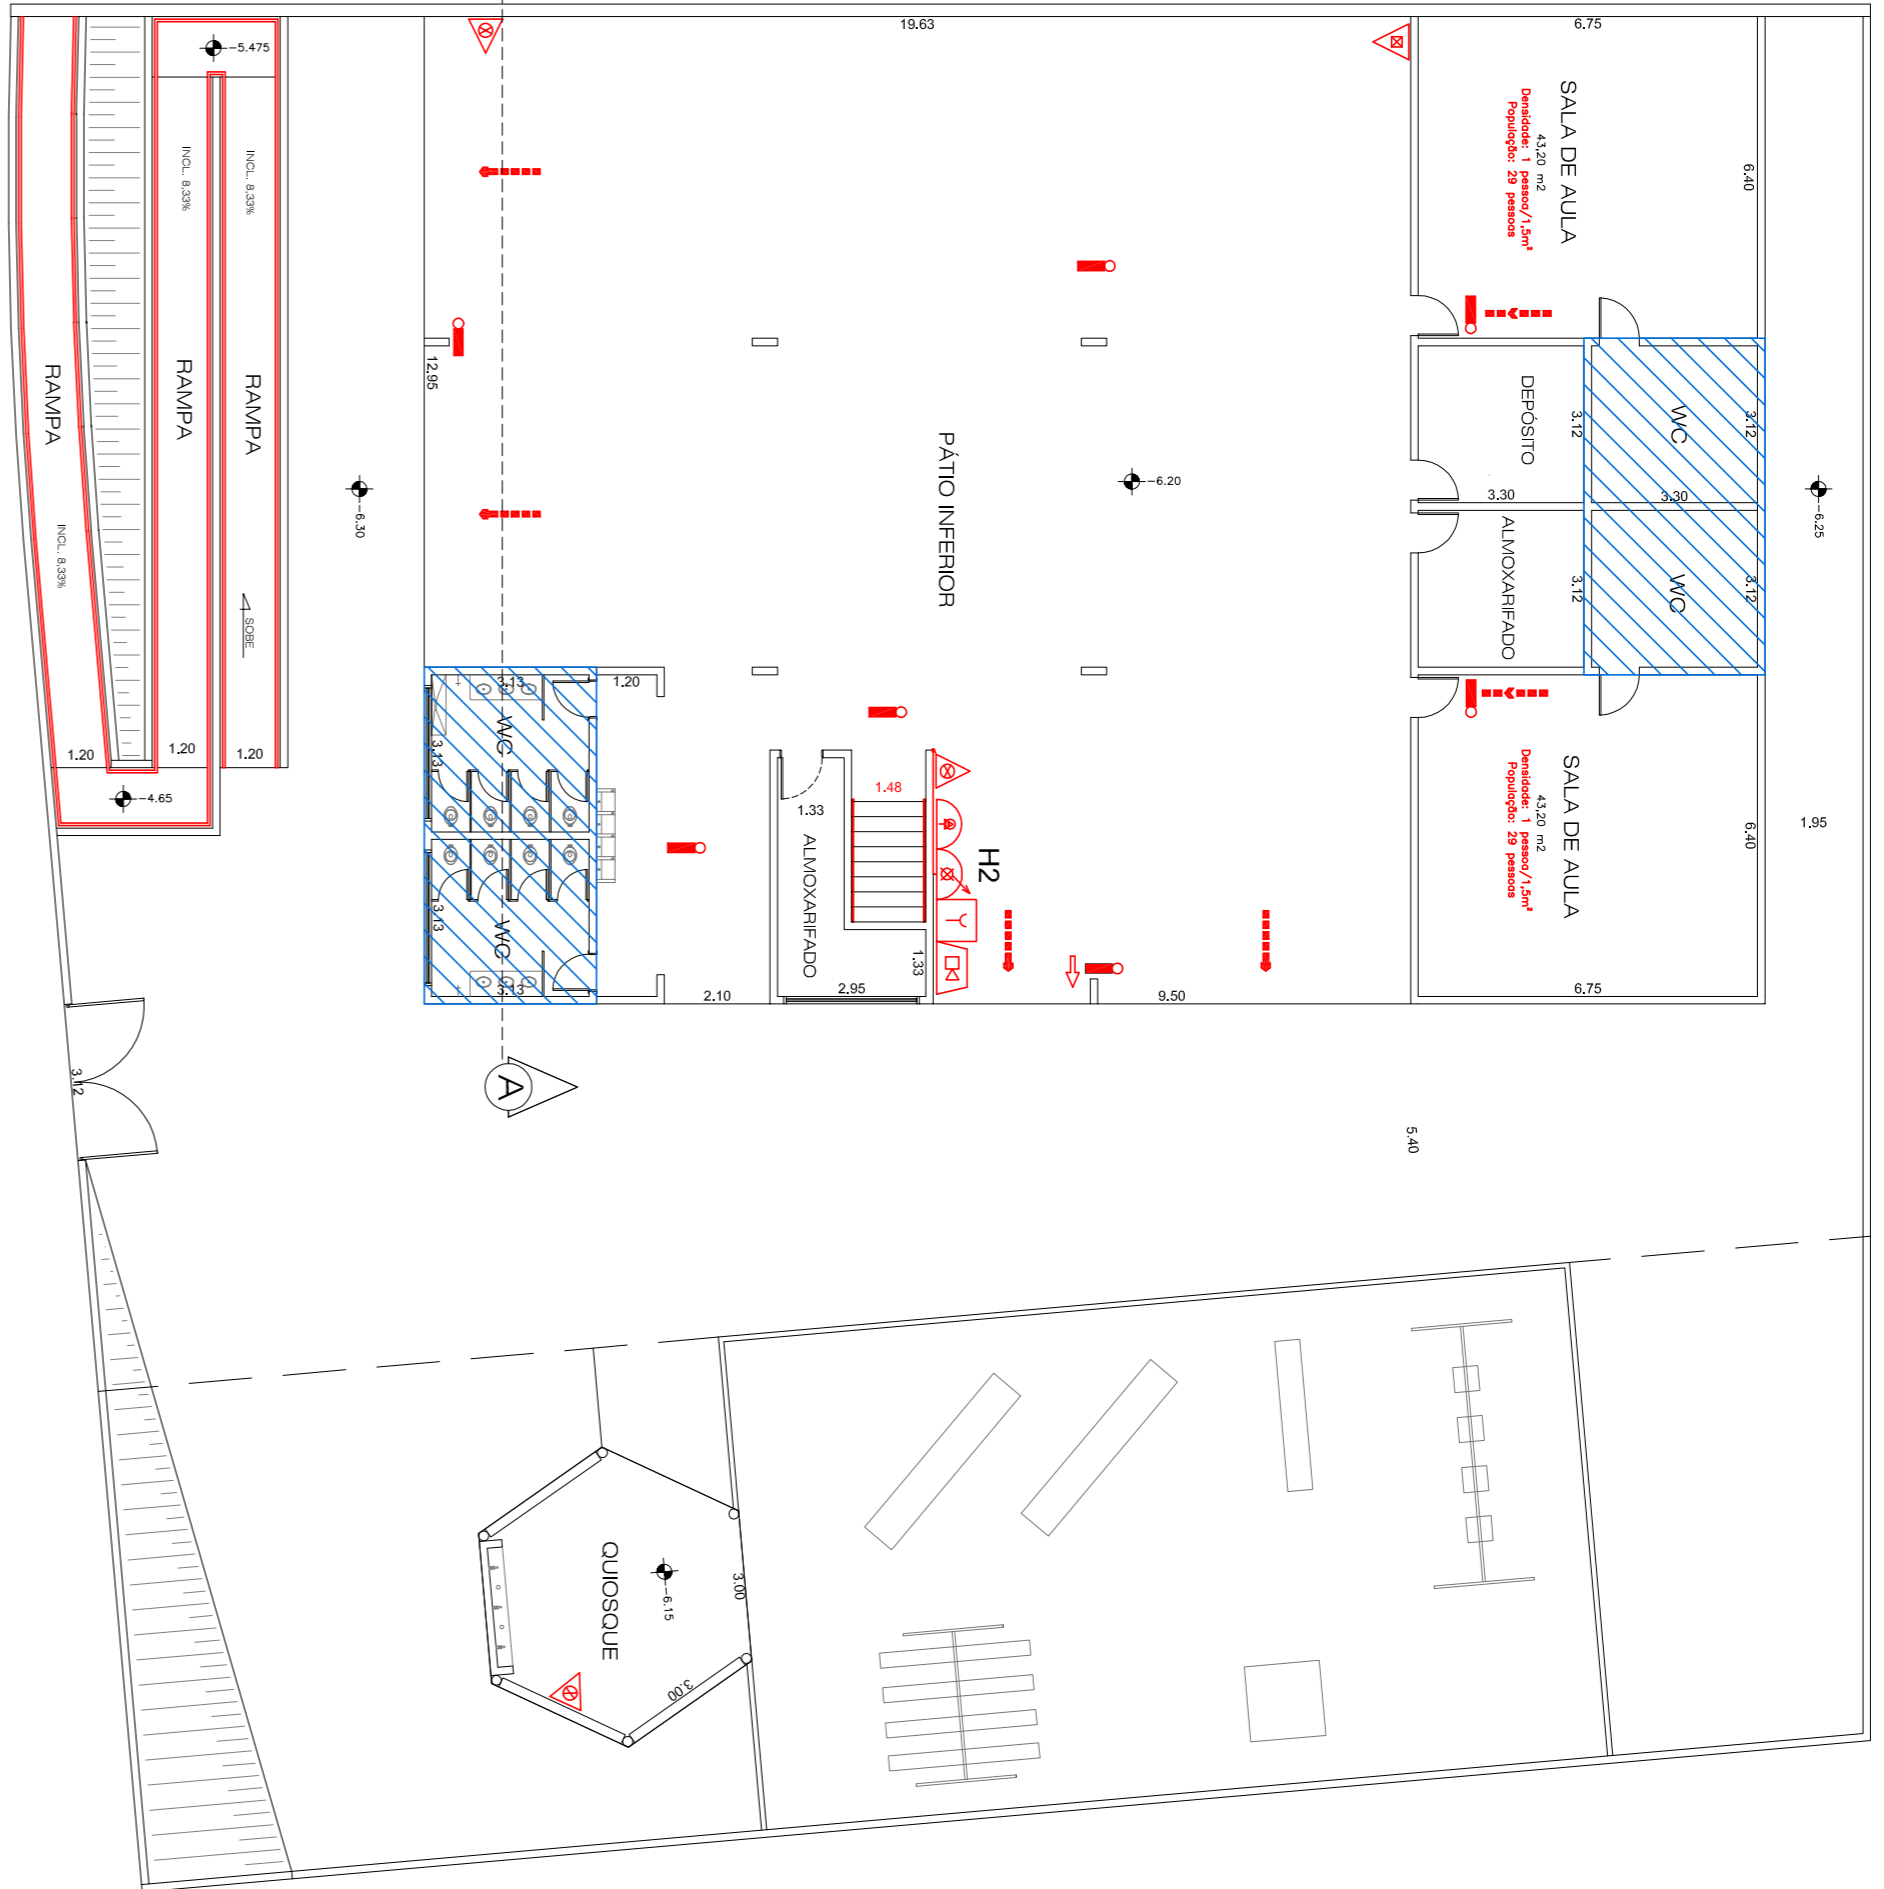 19.63
6.75
-5.475
SALA DE AULA
43,20 m2
Densidade: 1 pessoa/1,5m²
População: 29 pessoas
6.40
INCL. 8,33%
INCL. 8,33%
RAMPA
RAMPA
RAMPA
INCL. 8,33%
SOBE
12.95
-6.30
PÁTIO INFERIOR
-6.20
DEPÓSITO
3.12
WC
3.12
3.30
3.30
-6.25
ALMOXARIFADO
3.12
WC
3.12
3.13
1.20
WC
3.13
1.20
1.20
1.20
-4.65
1.48
1.33
ALMOXARIFADO
H2
SALA DE AULA
43,20 m2
Densidade: 1 pessoa/1,5m²
População: 29 pessoas
6.40
1.95
3.13
WC
3.13
1.33
2.10
2.95
9.50
6.75
3.12
A
5.40
QUIOSQUE
-6.15
3.00
3.00